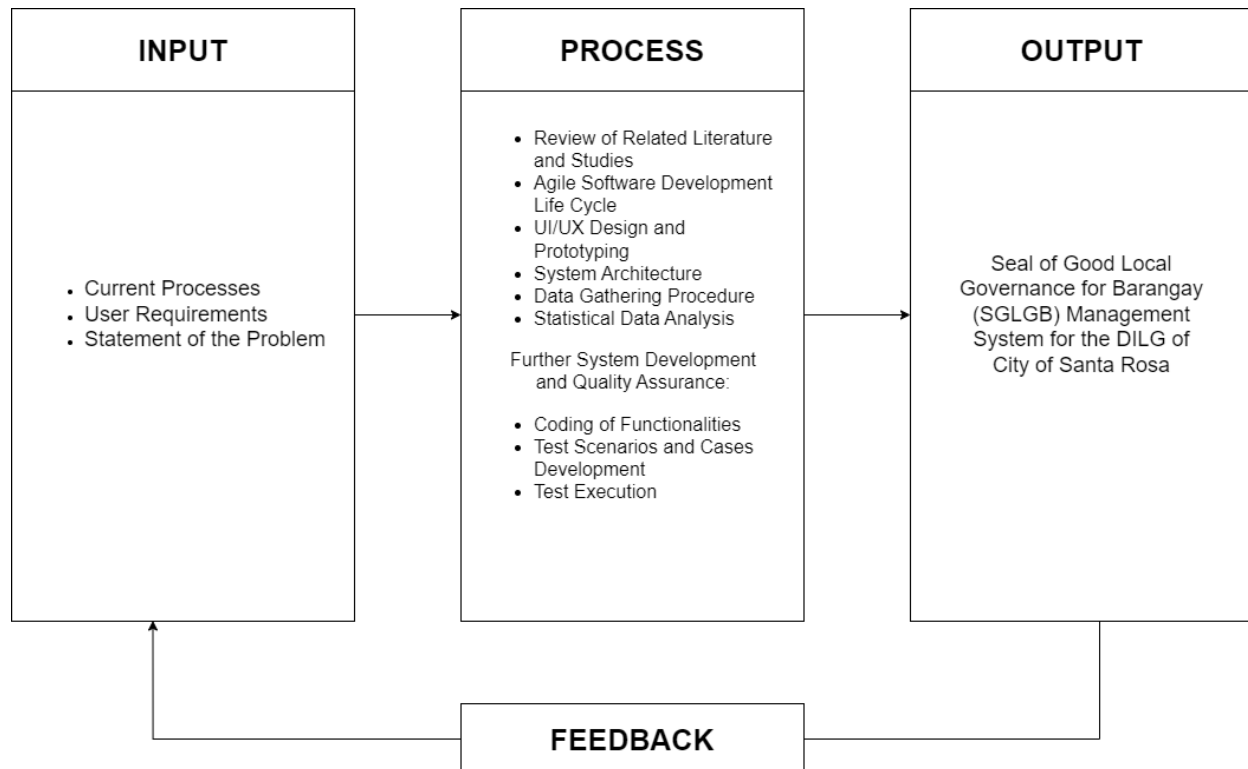 INPUT
• Current Processes
• User Requirements
• Statement of the Problem
PROCESS
• Review of Related Literature
and Studies
• Agile Software Development
Life Cycle
• UI/UX Design and
Prototyping
• System Architecture
• Data Gathering Procedure
• Statistical Data Analysis
Further System Development
and Quality Assurance:
• Coding of Functionalities
• Test Scenarios and Cases
Development
• Test Execution
OUTPUT
Seal of Good Local
Governance for Barangay
(SGLGB) Management
System for the DILG of
City of Santa Rosa
FEEDBACK